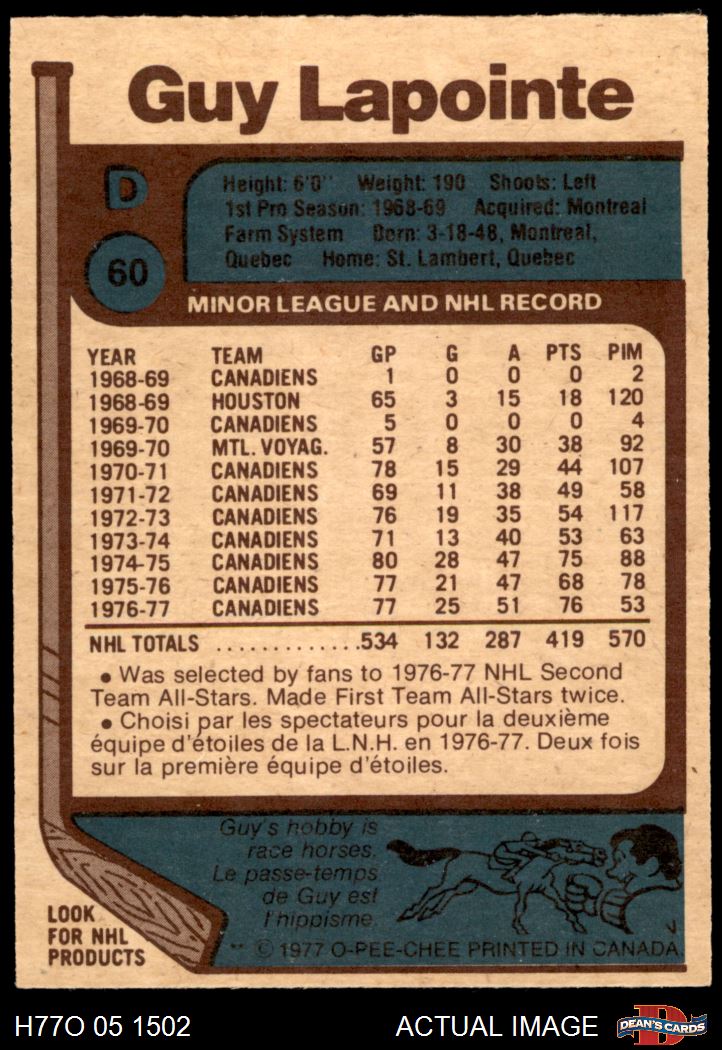 Guy Lapointe
D
60
Height: 6'0" Weight: 190 Shoots: Left
1st Pro Season: 1968-69 Acquired: Montreal
Farm System Born: 3-18-48, Montreal,
Quebec Home: St. Lambert, Quebec
MINOR LEAGUE AND NHL RECORD
YEAR TEAM GP G A PTS PIM
1968-69 CANADIENS 1 0 0 0 2
1968-69 HOUSTON 65 3 15 18 120
1969-70 CANADIENS 5 0 0 0 4
1969-70 MTL. VOYAG. 57 8 30 38 92
1970-71 CANADIENS 78 15 29 44 107
1971-72 CANADIENS 69 11 38 49 58
1972-73 CANADIENS 76 19 35 54 117
1973-74 CANADIENS 71 13 40 53 63
1974-75 CANADIENS 80 28 47 75 88
1975-76 CANADIENS 77 21 47 68 78
1976-77 CANADIENS 77 25 51 76 53
NHL TOTALS .............534 132 287 419 570
• Was selected by fans to 1976-77 NHL Second
Team All-Stars. Made First Team All-Stars twice.
• Choisi par les spectateurs pour la deuxième
équipe d'étoiles de la L.N.H. en 1976-77. Deux fois
sur la première équipe d'étoiles.
Guy's hobby is
race horses.
Le passe-temps
de Guy est
l'hippisme.
LOOK
FOR NHL
PRODUCTS
** © 1977 O-PEE-CHEE PRINTED IN CANADA
H77O 05 1502 ACTUAL IMAGE
DEAN'S CARDS